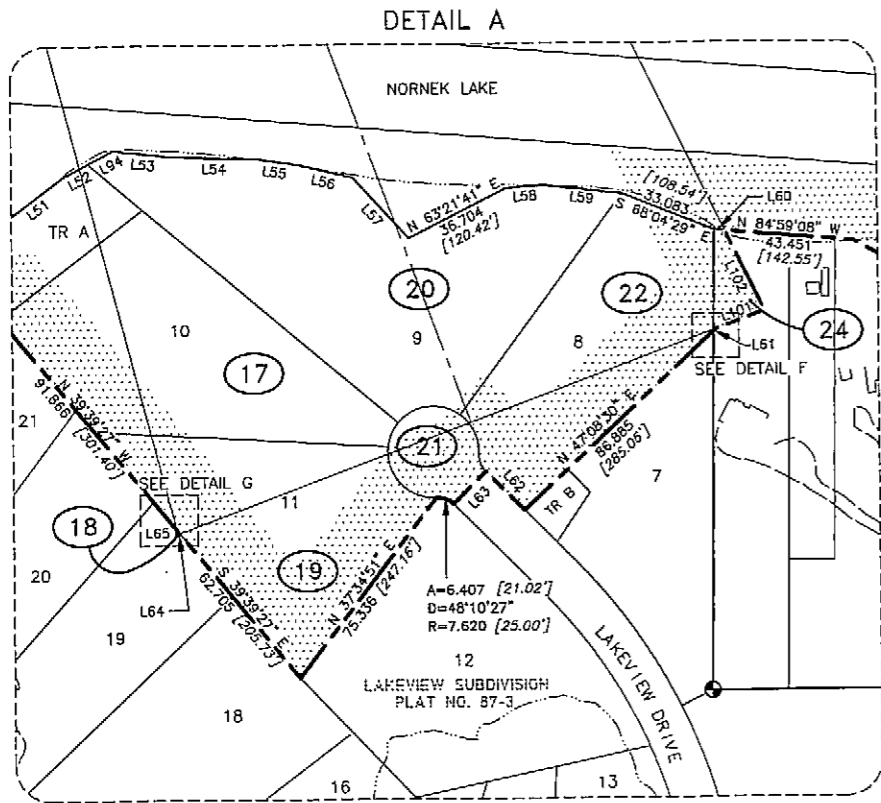 DETAIL A
NORNEK LAKE
L51
L52
L94
L53
L54
L55
L56
L57
N 63°21'41" E
36.704
[120.42']
L58
L59
[108.54']
33.083
S 68°04'29" E
L60
N 84°59'08" W
43.451
[142.55']
TR A
20
22
L102
L101
24
10
9
8
L61
SEE DETAIL F
17
N 39°39'27" W
91.866
[301.40']
21
21
N 47°08'30" E
86.885
[285.05']
7
SEE DETAIL G
11
L62
L63
TR B
18
L65
20
L64
19
S 39°39'27" E
62.705 [205.73']
19
N 37°34'51" E
75.336 [247.16']
A=6.407 [21.02']
D=48°10'27"
R=7.620 [25.00']
12
LAKEVIEW SUBDIVISION
PLAT NO. 87-3
LAKEVIEW DRIVE
18
16
13